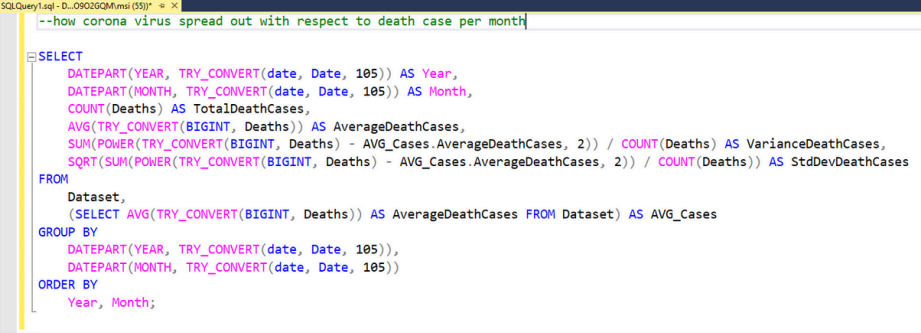 SQLQuery1.sql - D...O9O2GQM\msi (55))*
--how corona virus spread out with respect to death case per month
SELECT
DATEPART(YEAR, TRY_CONVERT(date, Date, 105)) AS Year,
DATEPART(MONTH, TRY_CONVERT(date, Date, 105)) AS Month,
COUNT(Deaths) AS TotalDeathCases,
AVG(TRY_CONVERT(BIGINT, Deaths)) AS AverageDeathCases,
SUM(POWER(TRY_CONVERT(BIGINT, Deaths) - AVG_Cases.AverageDeathCases, 2)) / COUNT(Deaths) AS VarianceDeathCases,
SQRT(SUM(POWER(TRY_CONVERT(BIGINT, Deaths) - AVG_Cases.AverageDeathCases, 2)) / COUNT(Deaths)) AS StdDevDeathCases
FROM
Dataset,
(SELECT AVG(TRY_CONVERT(BIGINT, Deaths)) AS AverageDeathCases FROM Dataset) AS AVG_Cases
GROUP BY
DATEPART(YEAR, TRY_CONVERT(date, Date, 105)),
DATEPART(MONTH, TRY_CONVERT(date, Date, 105))
ORDER BY
Year, Month;